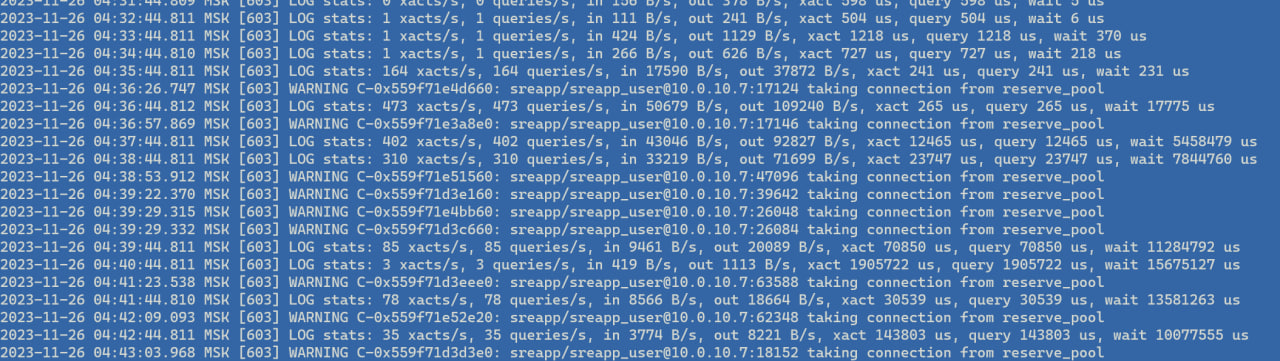 2023-11-26 04:31:44.809 MSK [603] LOG stats: 0 xacts/s, 0 queries/s, in 156 B/s, out 378 B/s, xact 598 us, query 598 us, wait 5 us
2023-11-26 04:32:44.811 MSK [603] LOG stats: 1 xacts/s, 1 queries/s, in 111 B/s, out 241 B/s, xact 504 us, query 504 us, wait 6 us
2023-11-26 04:33:44.811 MSK [603] LOG stats: 1 xacts/s, 1 queries/s, in 424 B/s, out 1129 B/s, xact 1218 us, query 1218 us, wait 370 us
2023-11-26 04:34:44.810 MSK [603] LOG stats: 1 xacts/s, 1 queries/s, in 266 B/s, out 626 B/s, xact 727 us, query 727 us, wait 218 us
2023-11-26 04:35:44.811 MSK [603] LOG stats: 164 xacts/s, 164 queries/s, in 17590 B/s, out 37872 B/s, xact 241 us, query 241 us, wait 231 us
2023-11-26 04:36:26.747 MSK [603] WARNING C-0x559f71e4d660: sreapp/sreapp_user@10.0.10.7:17124 taking connection from reserve_pool
2023-11-26 04:36:44.812 MSK [603] LOG stats: 473 xacts/s, 473 queries/s, in 50679 B/s, out 109240 B/s, xact 265 us, query 265 us, wait 17775 us
2023-11-26 04:36:57.869 MSK [603] WARNING C-0x559f71e3a8e0: sreapp/sreapp_user@10.0.10.7:17146 taking connection from reserve_pool
2023-11-26 04:37:44.811 MSK [603] LOG stats: 402 xacts/s, 402 queries/s, in 43046 B/s, out 92827 B/s, xact 12465 us, query 12465 us, wait 5458479 us
2023-11-26 04:38:44.811 MSK [603] LOG stats: 310 xacts/s, 310 queries/s, in 33219 B/s, out 71699 B/s, xact 23747 us, query 23747 us, wait 7844760 us
2023-11-26 04:38:53.912 MSK [603] WARNING C-0x559f71e51560: sreapp/sreapp_user@10.0.10.7:47096 taking connection from reserve_pool
2023-11-26 04:39:22.370 MSK [603] WARNING C-0x559f71d3e160: sreapp/sreapp_user@10.0.10.7:39642 taking connection from reserve_pool
2023-11-26 04:39:29.315 MSK [603] WARNING C-0x559f71e4bb60: sreapp/sreapp_user@10.0.10.7:26048 taking connection from reserve_pool
2023-11-26 04:39:29.332 MSK [603] WARNING C-0x559f71d3c660: sreapp/sreapp_user@10.0.10.7:26084 taking connection from reserve_pool
2023-11-26 04:39:44.811 MSK [603] LOG stats: 85 xacts/s, 85 queries/s, in 9461 B/s, out 20089 B/s, xact 70850 us, query 70850 us, wait 11284792 us
2023-11-26 04:40:44.811 MSK [603] LOG stats: 3 xacts/s, 3 queries/s, in 419 B/s, out 1113 B/s, xact 1905722 us, query 1905722 us, wait 15675127 us
2023-11-26 04:41:23.538 MSK [603] WARNING C-0x559f71d3eee0: sreapp/sreapp_user@10.0.10.7:63588 taking connection from reserve_pool
2023-11-26 04:41:44.810 MSK [603] LOG stats: 78 xacts/s, 78 queries/s, in 8566 B/s, out 18664 B/s, xact 30539 us, query 30539 us, wait 13581263 us
2023-11-26 04:42:09.093 MSK [603] WARNING C-0x559f71e52e20: sreapp/sreapp_user@10.0.10.7:62348 taking connection from reserve_pool
2023-11-26 04:42:44.811 MSK [603] LOG stats: 35 xacts/s, 35 queries/s, in 3774 B/s, out 8221 B/s, xact 143803 us, query 143803 us, wait 10077555 us
2023-11-26 04:43:03.968 MSK [603] WARNING C-0x559f71d3d3e0: sreapp/sreapp_user@10.0.10.7:18152 taking connection from reserve_pool